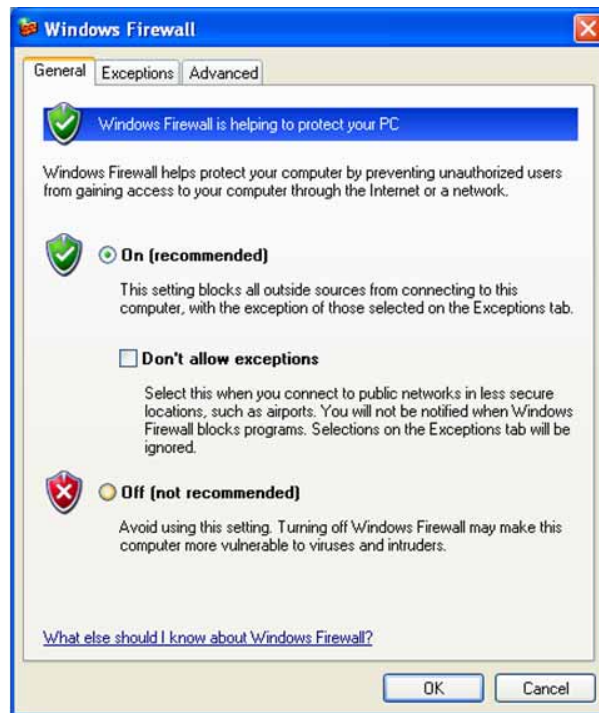 Windows Firewall
General Exceptions Advanced
Windows Firewall is helping to protect your PC
Windows Firewall helps protect your computer by preventing unauthorized users
from gaining access to your computer through the Internet or a network.
On (recommended)
This setting blocks all outside sources from connecting to this
computer, with the exception of those selected on the Exceptions tab.
Don't allow exceptions
Select this when you connect to public networks in less secure
locations, such as airports. You will not be notified when Windows
Firewall blocks programs. Selections on the Exceptions tab will be
ignored.
Off (not recommended)
Avoid using this setting. Turning off Windows Firewall may make this
computer more vulnerable to viruses and intruders.
What else should I know about Windows Firewall?
OK Cancel